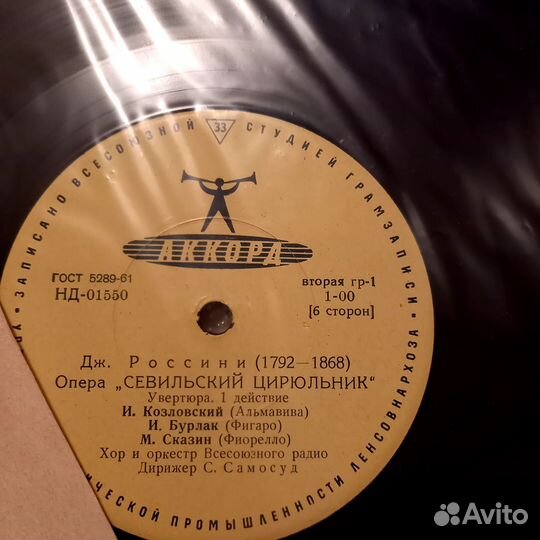 ЗАПИСАНО ВСЕСОЮЗНОЙ 33 СТУДИЕЙ ГРАМЗАПИСИ
АККОРД
ГОСТ 5289-61
НД-01550
вторая гр-1
1-00
[6 сторон]
Дж. Россини (1792—1868)
Опера „СЕВИЛЬСКИЙ ЦИРЮЛЬНИК"
Увертюра. 1 действие
И. Козловский (Альмавива)
И. Бурлак (Фигаро)
М. Сказин (Фиорелло)
Хор и оркестр Всесоюзного радио
Дирижер С. Самосуд
ПРОМЫШЛЕННОСТИ ЛЕНСОВНАРХОЗА
Avito